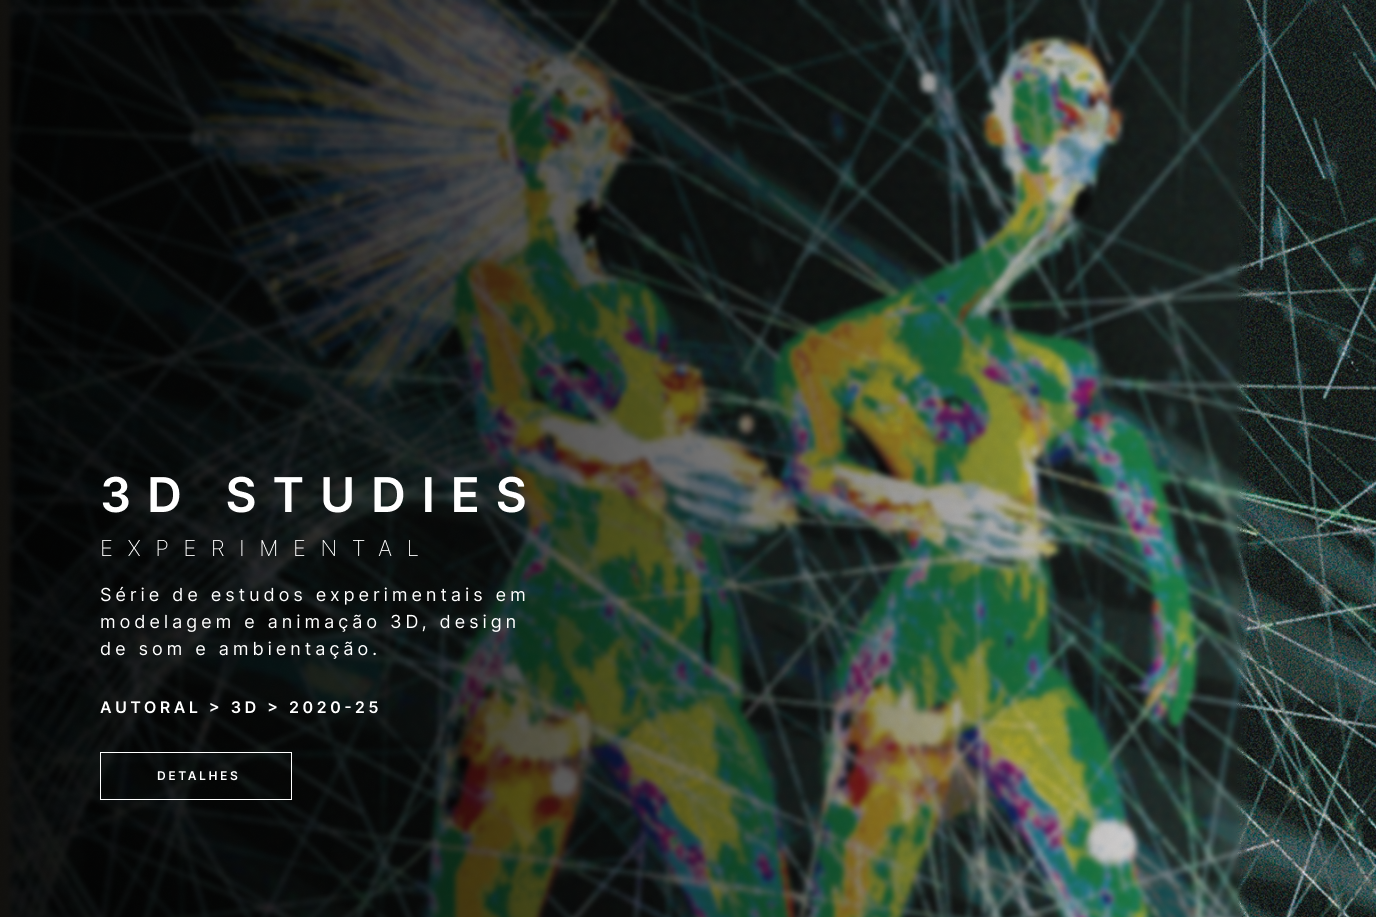 3D STUDIES
EXPERIMENTAL
Série de estudos experimentais em
modelagem e animação 3D, design
de som e ambientação.
AUTORAL > 3D > 2020-25
DETALHES